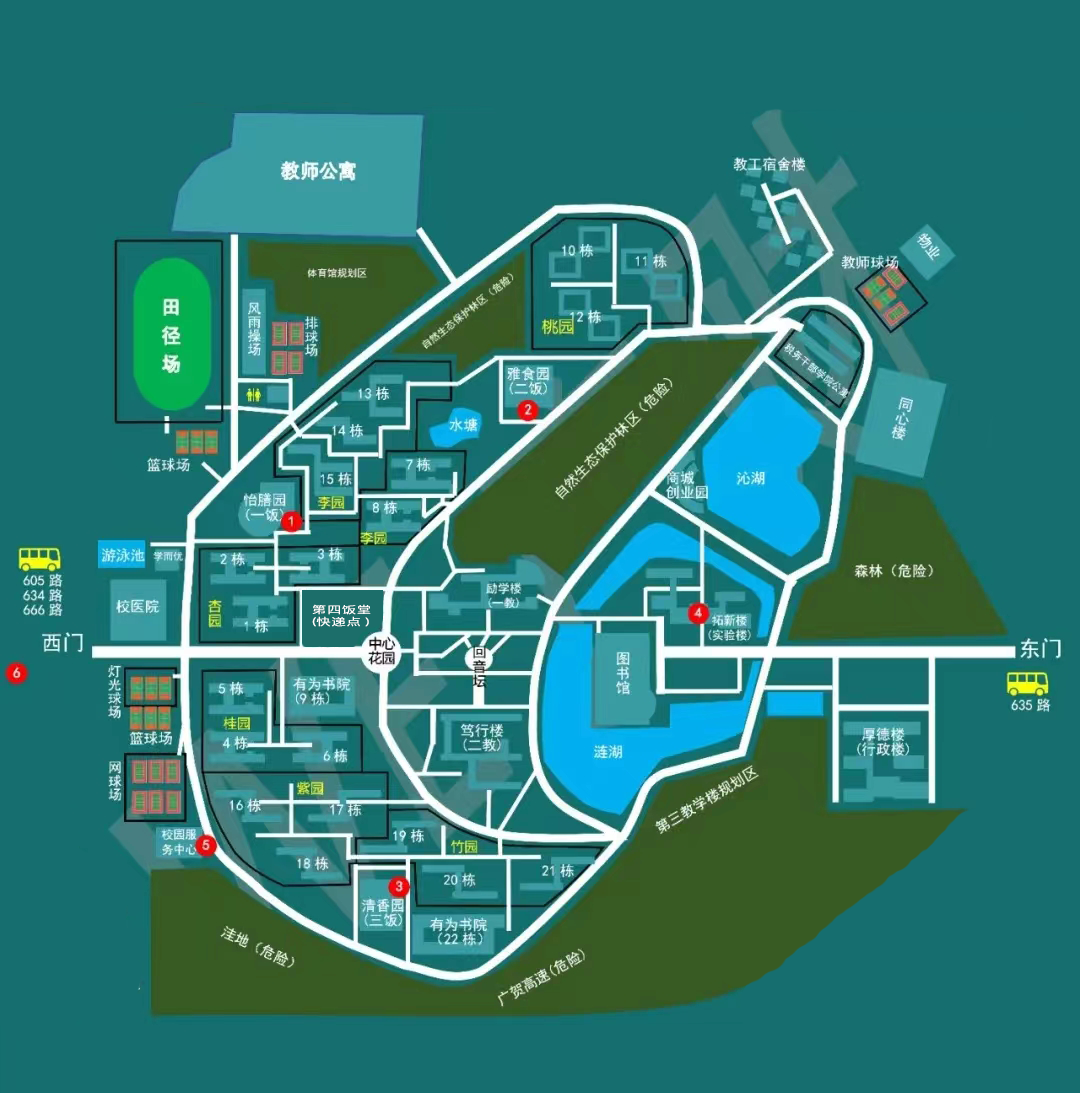 教师公寓
教工宿舍楼
物业
教师球场
田
径
场
体育馆规划区
风雨操场
排球场
自然生态保护林区（危险）
10 栋
11 栋
12 栋
桃园
税务干部学院公寓
同心楼
雅食园
（二饭）
2
13 栋
14 栋
水塘
篮球场
15 栋
李园
7 栋
8 栋
李园
怡膳园
（一饭）
1
自然生态保护林区（危险）
商城
创业园
沁湖
森林（危险）
游泳池
学而优
2 栋
3 栋
杏园
1 栋
校医院
605 路
634 路
666 路
西门
6
第四饭堂
（快递点）
励学楼
（一教）
4
拓新楼
（实验楼）
中心
花园
回音坛
图书馆
东门
635 路
灯光球场
篮球场
网球场
5 栋
桂园
4 栋
6 栋
有为书院
（9 栋）
笃行楼
（二教）
涟湖
厚德楼
（行政楼）
第三教学楼规划区
紫园
16 栋
17 栋
18 栋
19 栋
竹园
20 栋
21 栋
校园服
务中心
5
3
清香园
（三饭）
有为书院
（22 栋）
洼地（危险）
广贺高速（危险）